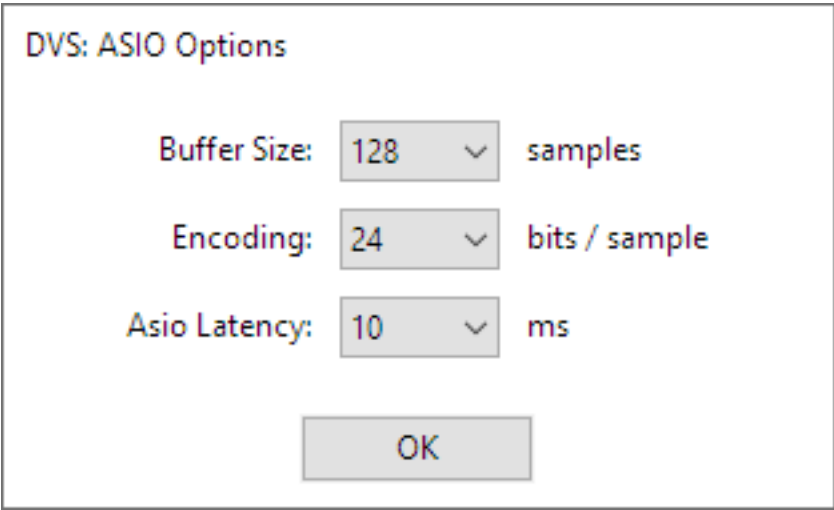 DVS: ASIO Options
Buffer Size: 128 samples
Encoding: 24 bits / sample
Asio Latency: 10 ms
OK